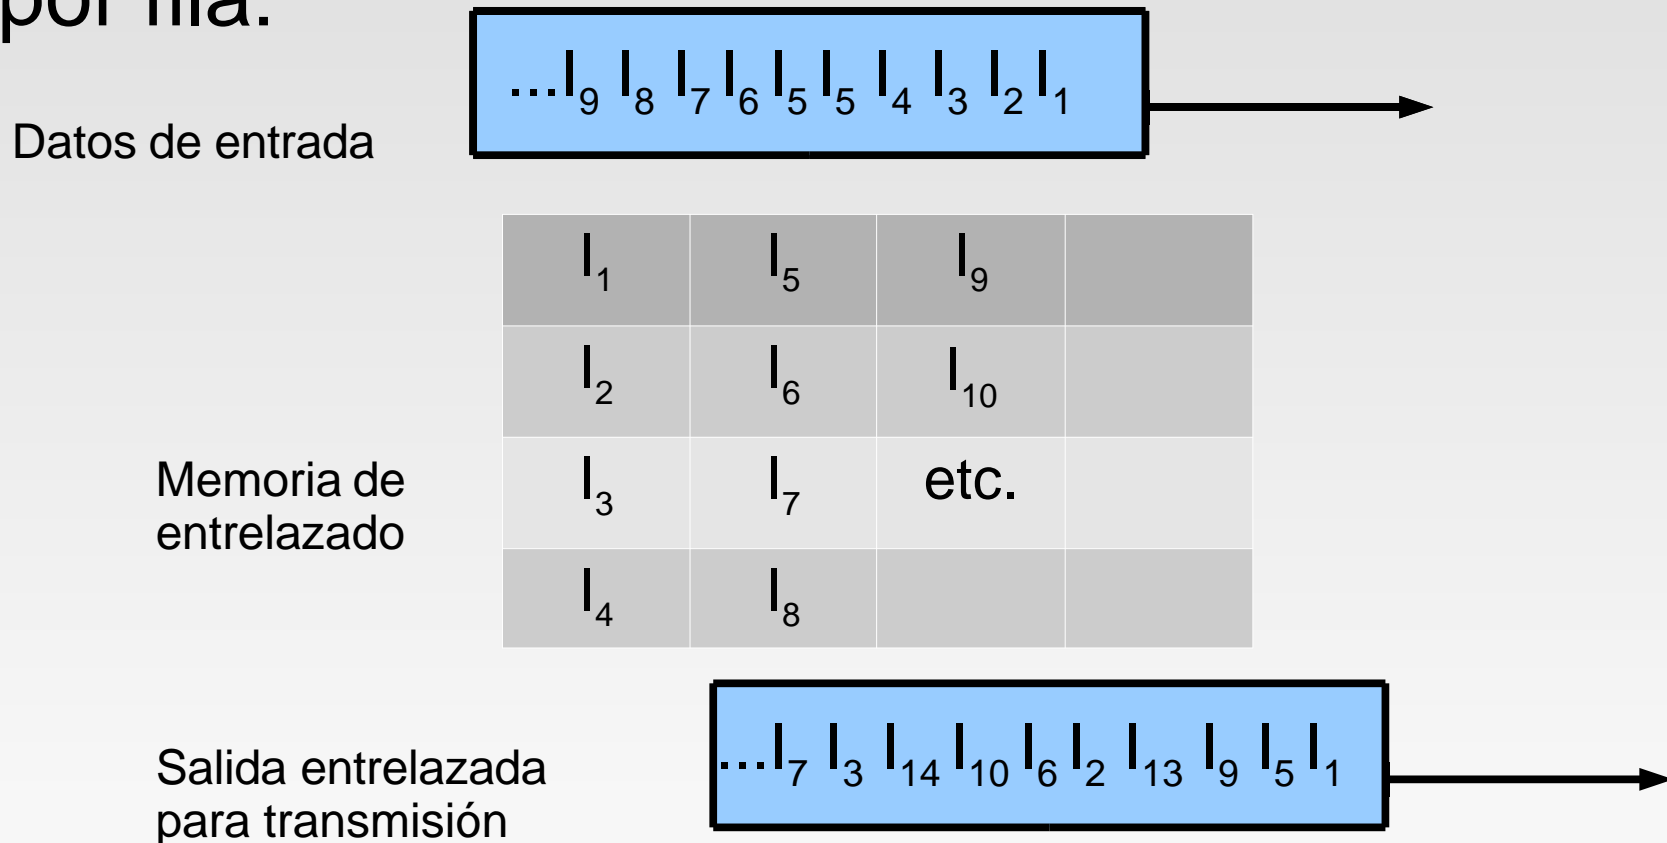 por fila.
...I9 I8 I7 I6 I5 I5 I4 I3 I2 I1
Datos de entrada
I1 I5 I9
I2 I6 I10
Memoria de
entrelazado
I3 I7 etc.
I4 I8
...I7 I3 I14 I10 I6 I2 I13 I9 I5 I1
Salida entrelazada
para transmisión